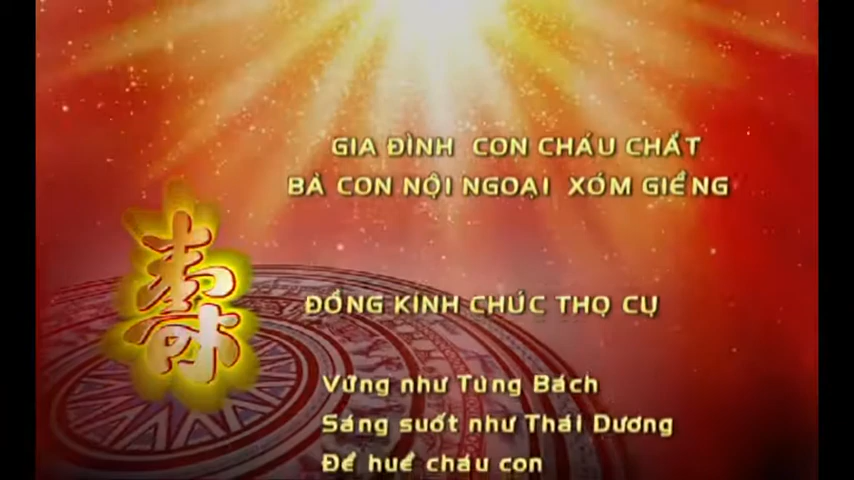 GIA ĐÌNH CON CHÁU CHẮT
BÀ CON NỘI NGOẠI XÓM GIỀNG
壽
ĐỒNG KÍNH CHÚC THỌ CỤ
Vững như Tùng Bách
Sáng suốt như Thái Dương
Để huề cháu con